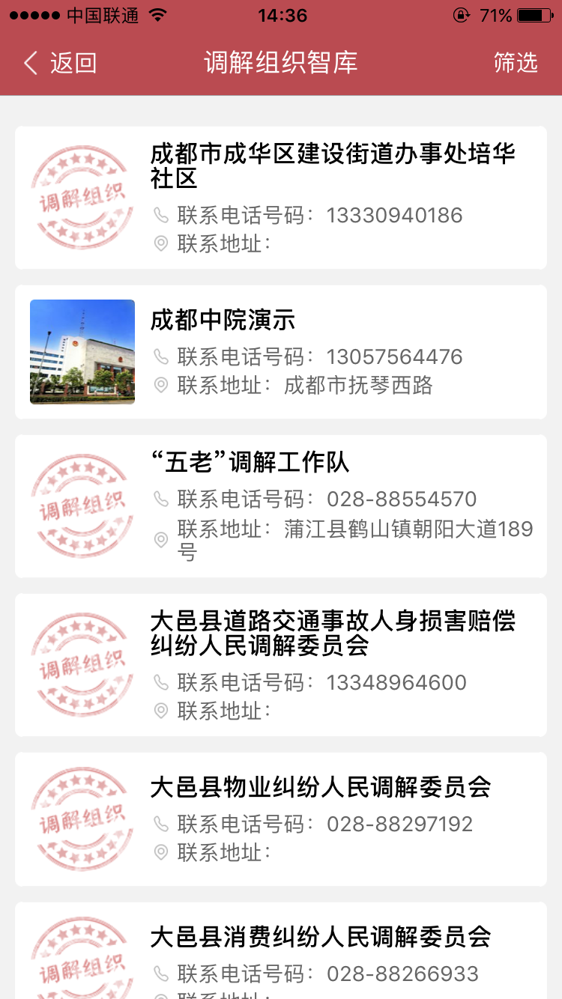 中国联通
14:36
71%
返回
调解组织智库
筛选
调解组织
成都市成华区建设街道办事处培华
社区
联系电话号码：13330940186
联系地址：
成都中院演示
联系电话号码：13057564476
联系地址：成都市抚琴西路
调解组织
“五老”调解工作队
联系电话号码：028-88554570
联系地址：蒲江县鹤山镇朝阳大道189
号
调解组织
大邑县道路交通事故人身损害赔偿
纠纷人民调解委员会
联系电话号码：13348964600
联系地址：
调解组织
大邑县物业纠纷人民调解委员会
联系电话号码：028-88297192
联系地址：
调解组织
大邑县消费纠纷人民调解委员会
联系电话号码：028-88266933
联系地址：